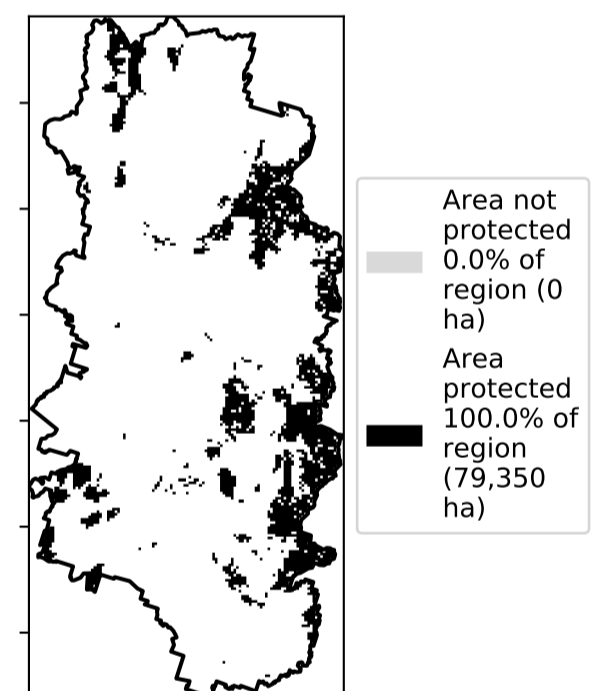 Area not
protected
0.0% of
region (0
ha)
Area
protected
100.0% of
region
(79,350
ha)